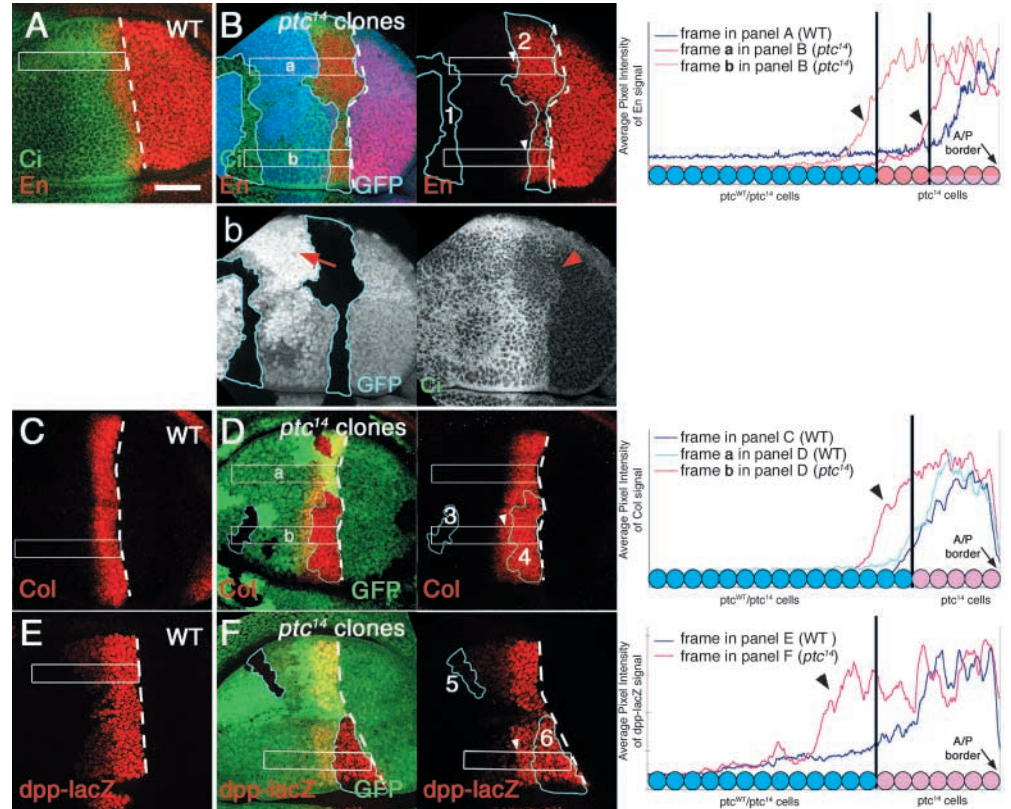 A WT
Ci
En
B ptc14 clones
a
b
1
Ci
En GFP
2
En
frame in panel A (WT)
frame a in panel B (ptc14)
frame b in panel B (ptc14)
Average Pixel Intensity
of En signal
A/P
border
ptcWT/ptc14 cells
ptc14 cells
b
GFP
Ci
C WT
Col
D ptc14 clones
a
b
Col GFP
3
4
Col
frame in panel C (WT)
frame a in panel D (WT)
frame b in panel D (ptc14)
Average Pixel Intensity
of Col signal
A/P
border
ptcWT/ptc14 cells
ptc14 cells
E WT
dpp-lacZ
F ptc14 clones
dpp-lacZ GFP
5
6
dpp-lacZ
frame in panel E (WT )
frame in panel F (ptc14)
Average Pixel Intensity
of dpp-lacZ signal
A/P
border
ptcWT/ptc14 cells
ptc14 cells